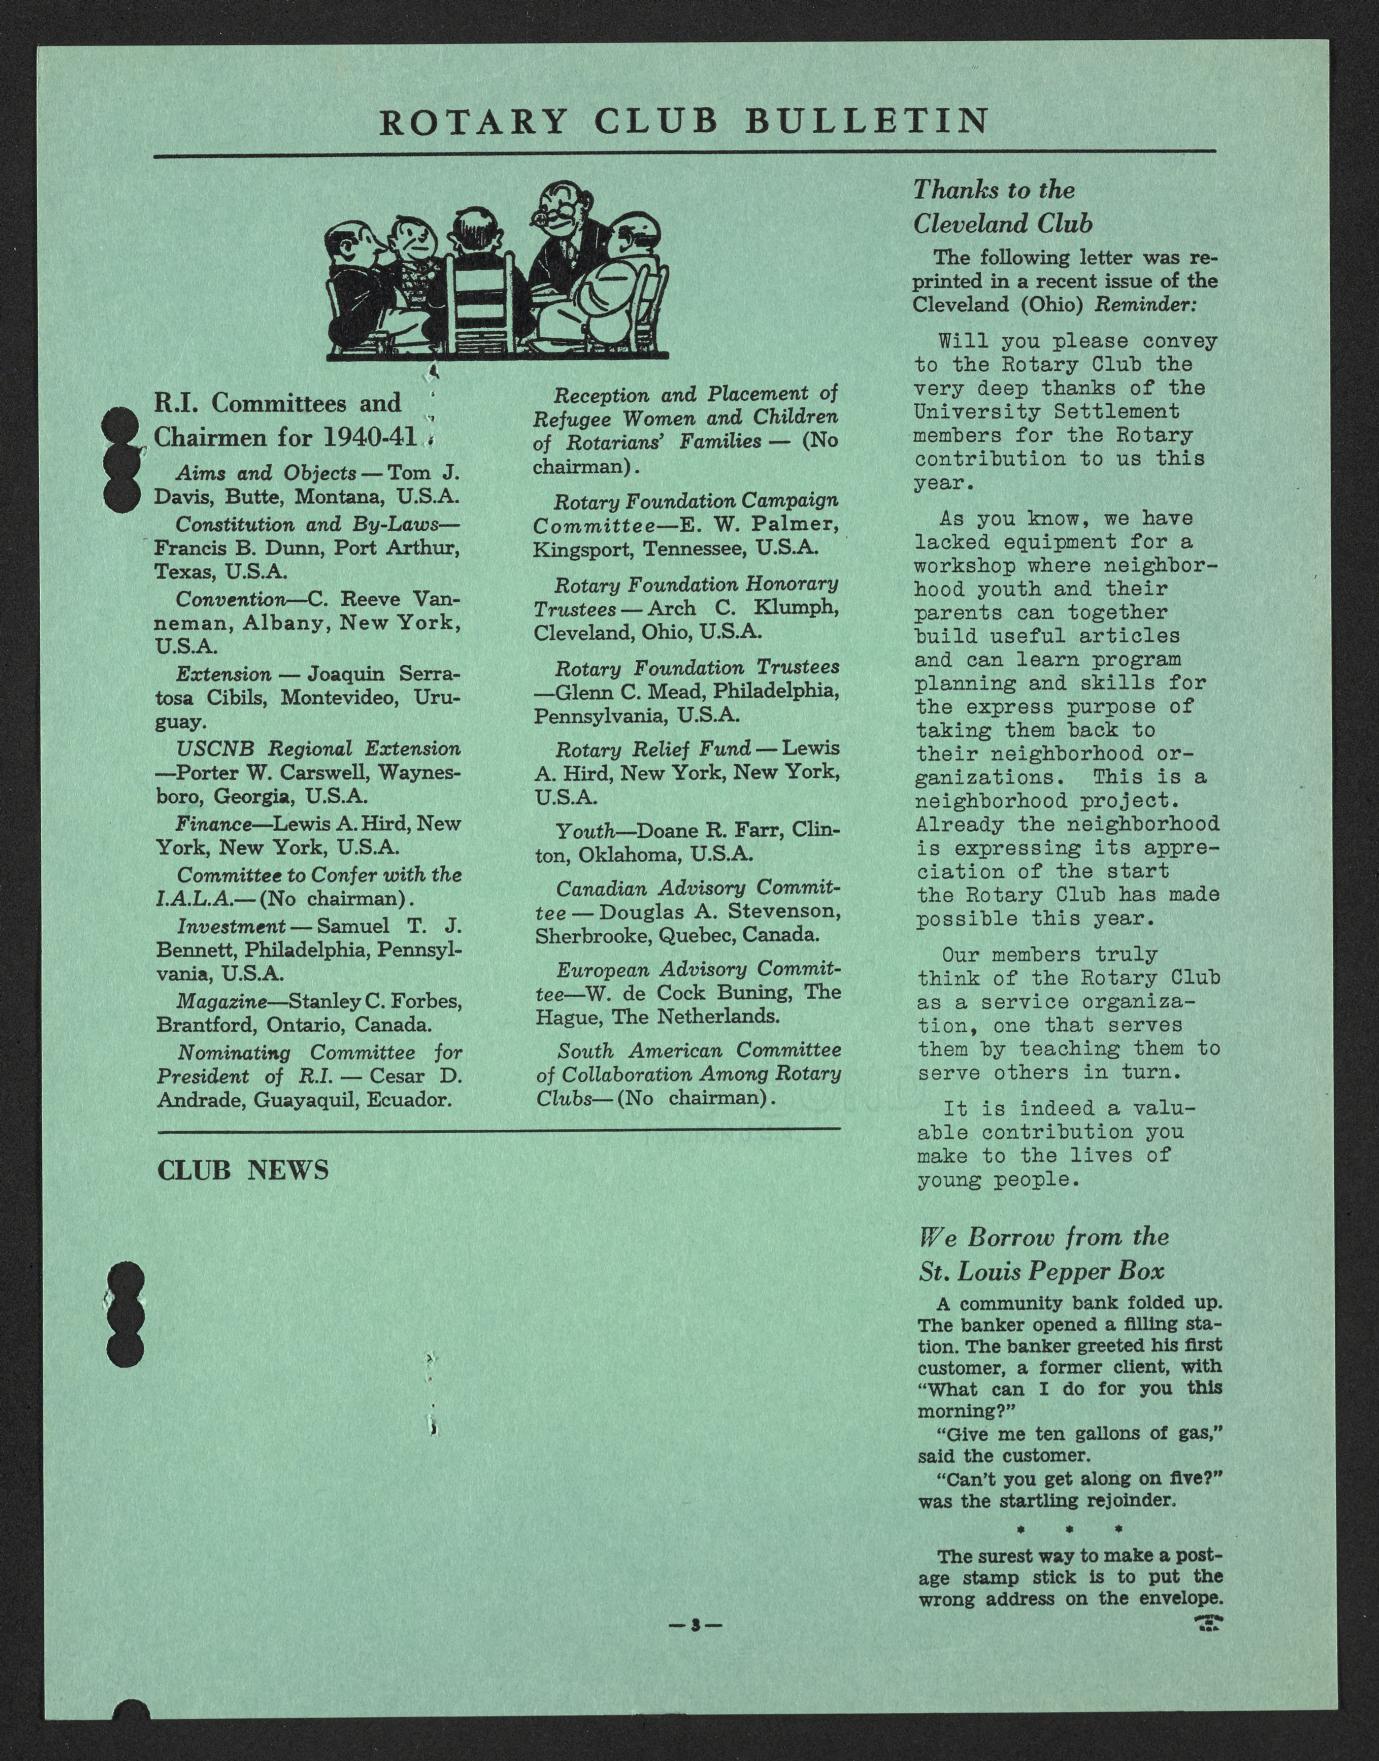 ROTARY CLUB BULLETIN
R.I. Committees and
Chairmen for 1940-41
Aims and Objects — Tom J.
Davis, Butte, Montana, U.S.A.
Constitution and By-Laws—
Francis B. Dunn, Port Arthur,
Texas, U.S.A.
Convention—C. Reeve Van-
neman, Albany, New York,
U.S.A.
Extension — Joaquin Serra-
tosa Cibils, Montevideo, Uru-
guay.
USCNB Regional Extension
—Porter W. Carswell, Waynes-
boro, Georgia, U.S.A.
Finance—Lewis A. Hird, New
York, New York, U.S.A.
Committee to Confer with the
I.A.L.A.— (No chairman).
Investment — Samuel T. J.
Bennett, Philadelphia, Pennsyl-
vania, U.S.A.
Magazine—Stanley C. Forbes,
Brantford, Ontario, Canada.
Nominating Committee for
President of R.I. — Cesar D.
Andrade, Guayaquil, Ecuador.
Reception and Placement of
Refugee Women and Children
of Rotarians' Families — (No
chairman).
Rotary Foundation Campaign
Committee—E. W. Palmer,
Kingsport, Tennessee, U.S.A.
Rotary Foundation Honorary
Trustees — Arch C. Klumph,
Cleveland, Ohio, U.S.A.
Rotary Foundation Trustees
—Glenn C. Mead, Philadelphia,
Pennsylvania, U.S.A.
Rotary Relief Fund — Lewis
A. Hird, New York, New York,
U.S.A.
Youth—Doane R. Farr, Clin-
ton, Oklahoma, U.S.A.
Canadian Advisory Commit-
tee — Douglas A. Stevenson,
Sherbrooke, Quebec, Canada.
European Advisory Commit-
tee—W. de Cock Buning, The
Hague, The Netherlands.
South American Committee
of Collaboration Among Rotary
Clubs— (No chairman).
CLUB NEWS
Thanks to the
Cleveland Club
The following letter was re-
printed in a recent issue of the
Cleveland (Ohio) Reminder:
Will you please convey
to the Rotary Club the
very deep thanks of the
University Settlement
members for the Rotary
contribution to us this
year.
As you know, we have
lacked equipment for a
workshop where neighbor-
hood youth and their
parents can together
build useful articles
and can learn program
planning and skills for
the express purpose of
taking them back to
their neighborhood or-
ganizations. This is a
neighborhood project.
Already the neighborhood
is expressing its appre-
ciation of the start
the Rotary Club has made
possible this year.
Our members truly
think of the Rotary Club
as a service organiza-
tion, one that serves
them by teaching them to
serve others in turn.
It is indeed a valu-
able contribution you
make to the lives of
young people.
We Borrow from the
St. Louis Pepper Box
A community bank folded up.
The banker opened a filling sta-
tion. The banker greeted his first
customer, a former client, with
“What can I do for you this
morning?”
“Give me ten gallons of gas,”
said the customer.
“Can't you get along on five?”
was the startling rejoinder.
* * *
The surest way to make a post-
age stamp stick is to put the
wrong address on the envelope.
— 3 —